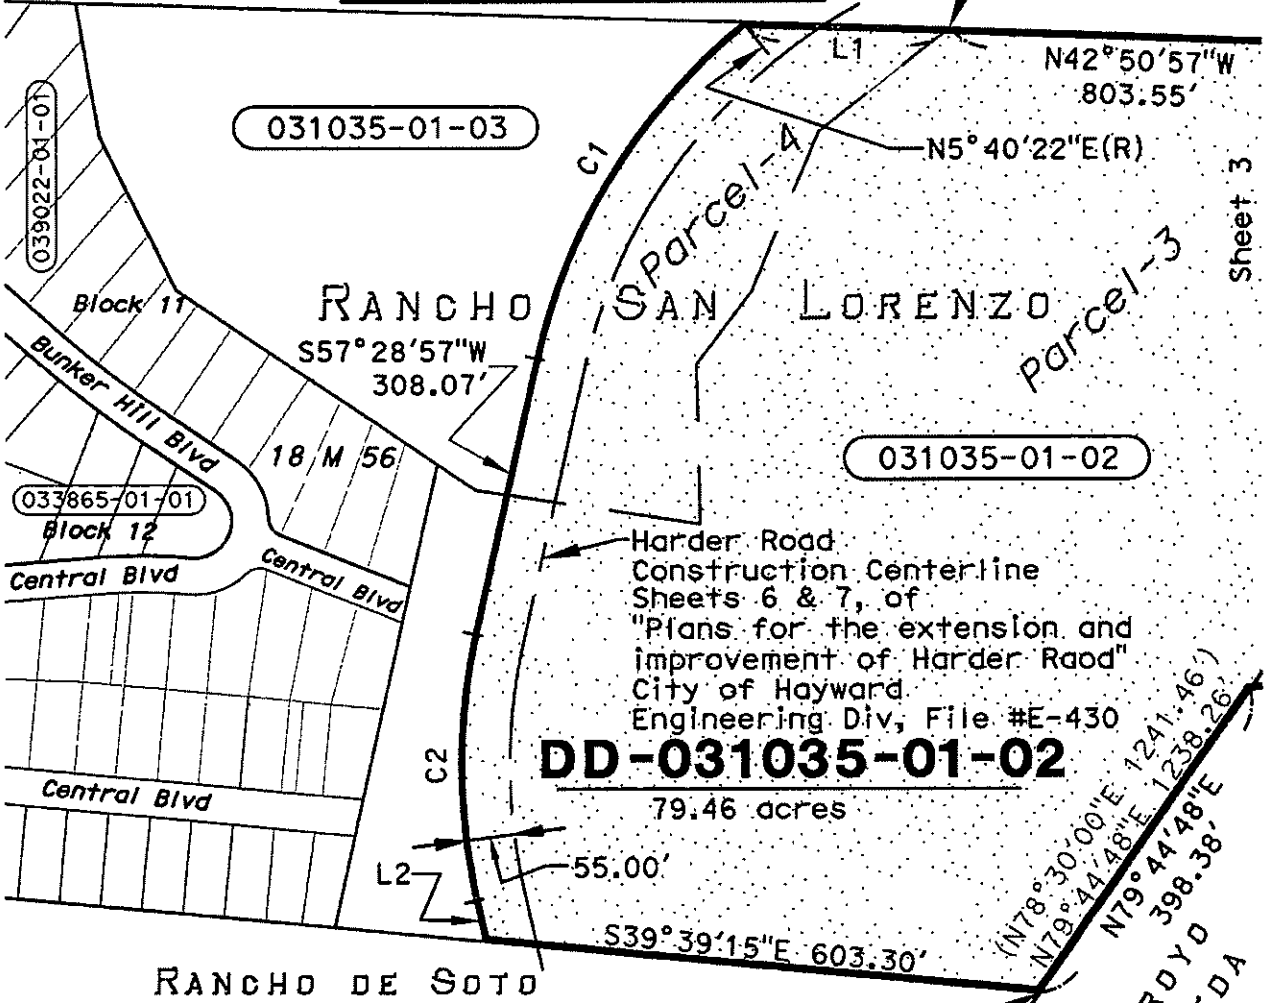 L1
N42°50'57"W
803.55'
039022-01-01
031035-01-03
C1
N5°40'22"E(R)
Parcel-4
Sheet 3
Block 11
RANCHO SAN LORENZO
Parcel-3
S57°28'57"W
308.07'
Bunker Hill Blvd
18 M 56
031035-01-02
033865-01-01
Block 12
Central Blvd
Central Blvd
Harder Road
Construction Centerline
Sheets 6 & 7, of
"Plans for the extension and
improvement of Harder Raod"
City of Hayward
Engineering Div, File #E-430
DD-031035-01-02
79.46 acres
C2
Central Blvd
L2
55.00'
(N78°30'00"E 1241.46')
N79°44'48"E 1238.26'
N79°44'48"E
398.38'
S39°39'15"E 603.30'
RANCHO DE SOTO